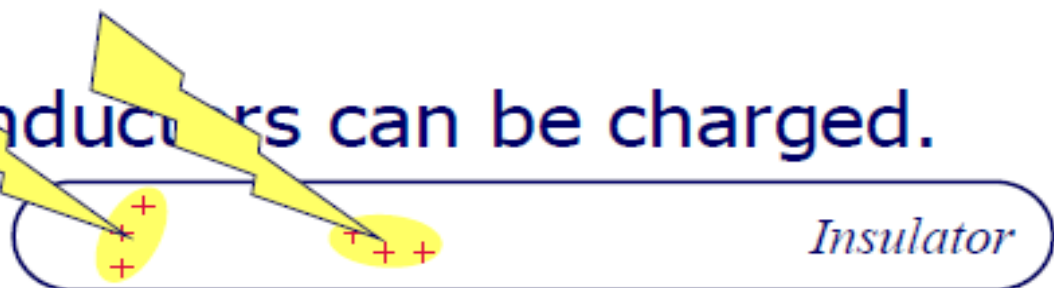 can be charged.
+ +
+ + +
+
Insulator